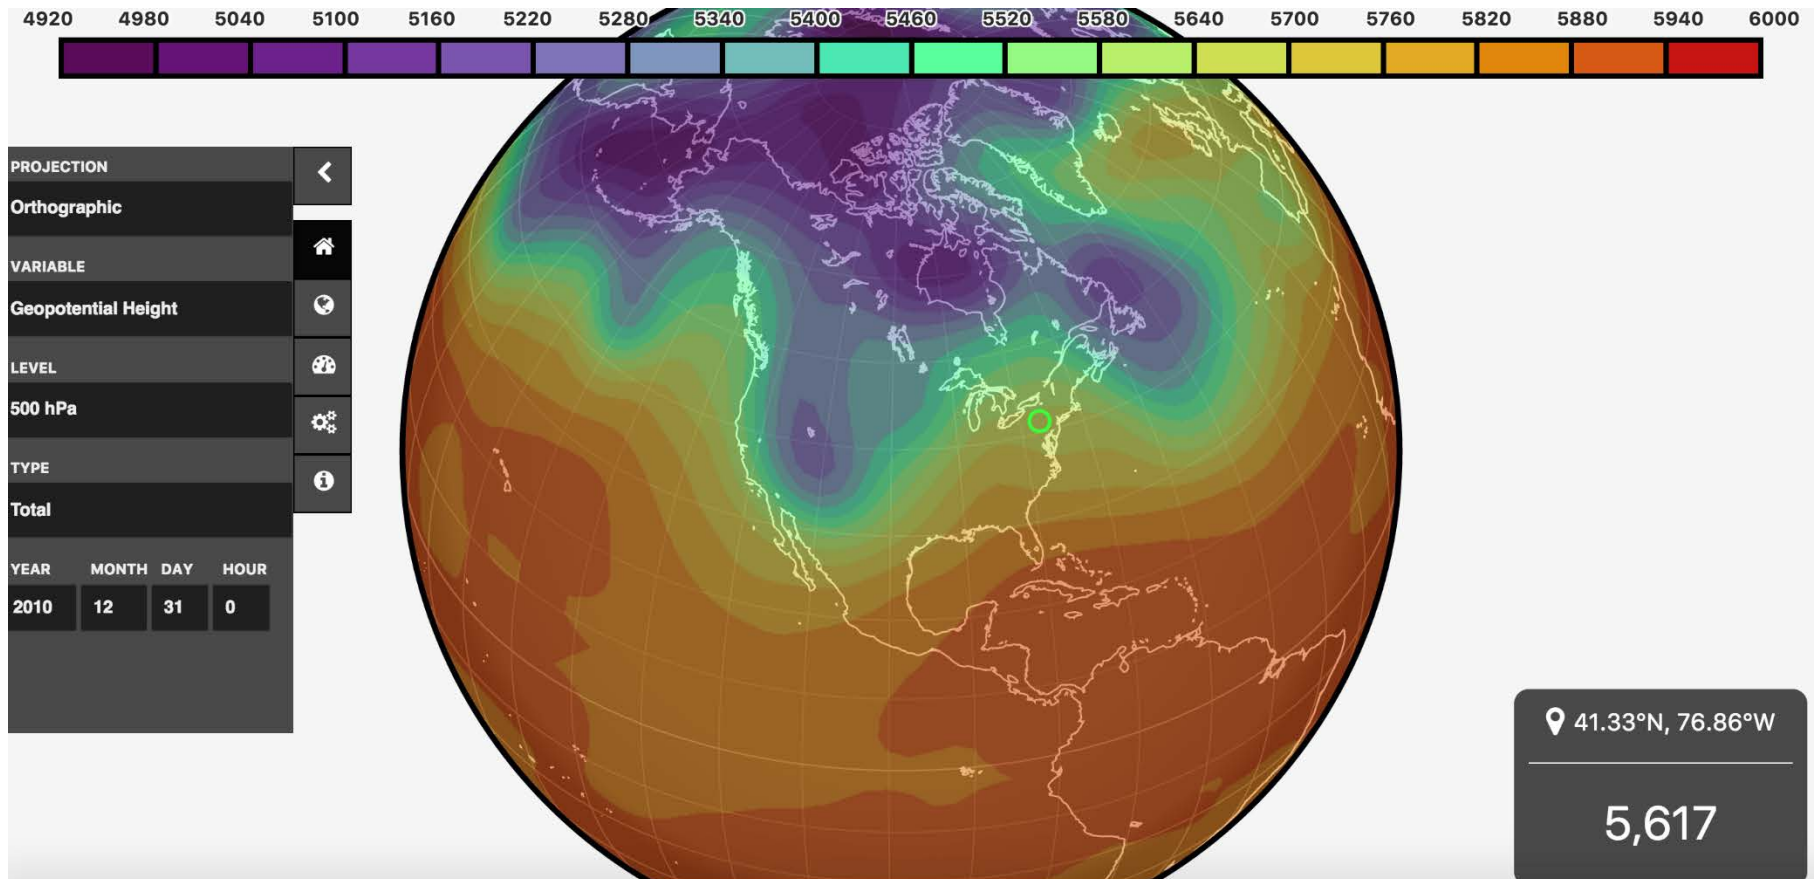 4920 4980 5040 5100 5160 5220 5280 5340 5400 5460 5520 5580 5640 5700 5760 5820 5880 5940 6000
PROJECTION
Orthographic
VARIABLE
Geopotential Height
LEVEL
500 hPa
TYPE
Total
YEAR MONTH DAY HOUR
2010 12 31 0
41.33°N, 76.86°W
5,617